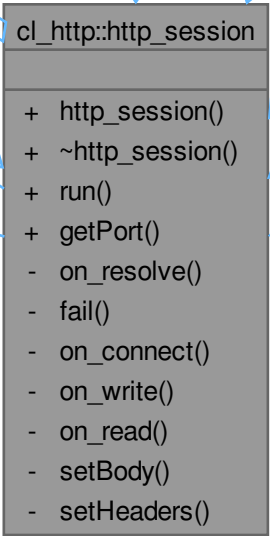 cl_http::http_session
+ http_session()
+ ~http_session()
+ run()
+ getPort()
- on_resolve()
- fail()
- on_connect()
- on_write()
- on_read()
- setBody()
- setHeaders()